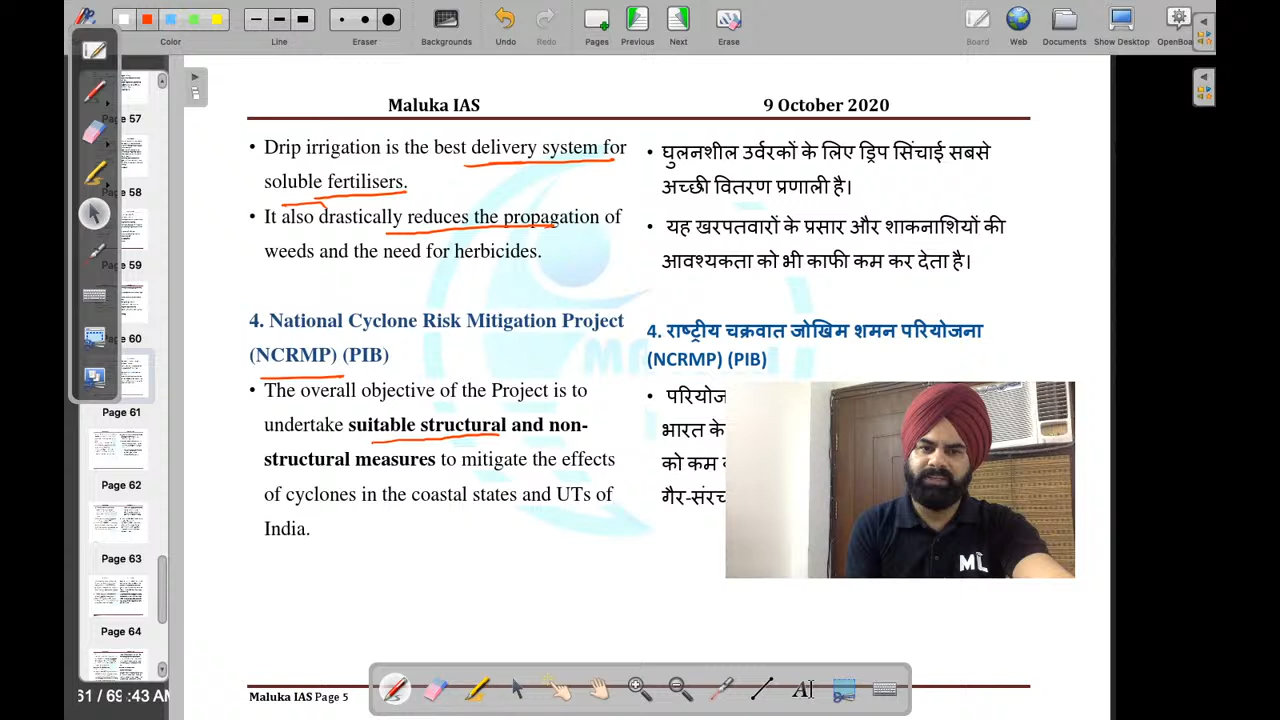 Color
Line
Eraser
Backgrounds
Undo
Redo
Pages
Previous
Next
Erase
Board
Web
Documents
Show Desktop
OpenBoa
Page 57
Page 58
Page 59
Page 60
Page 61
Page 62
Page 63
Page 64
61 / 69
:43 AM
Maluka IAS
9 October 2020
• Drip irrigation is the best delivery system for
soluble fertilisers.
• It also drastically reduces the propagation of
weeds and the need for herbicides.
4. National Cyclone Risk Mitigation Project
(NCRMP) (PIB)
• The overall objective of the Project is to
undertake suitable structural and non-
structural measures to mitigate the effects
of cyclones in the coastal states and UTs of
India.
• घुलनशील उर्वरकों के लिए ड्रिप सिंचाई सबसे
अच्छी वितरण प्रणाली है।
• यह खरपतवारों के प्रसार और शाकनाशियों की
आवश्यकता को भी काफी कम कर देता है।
4. राष्ट्रीय चक्रवात जोखिम शमन परियोजना
(NCRMP) (PIB)
• परियोज
भारत के
को कम
गैर-संरच
ML
Maluka IAS Page 5